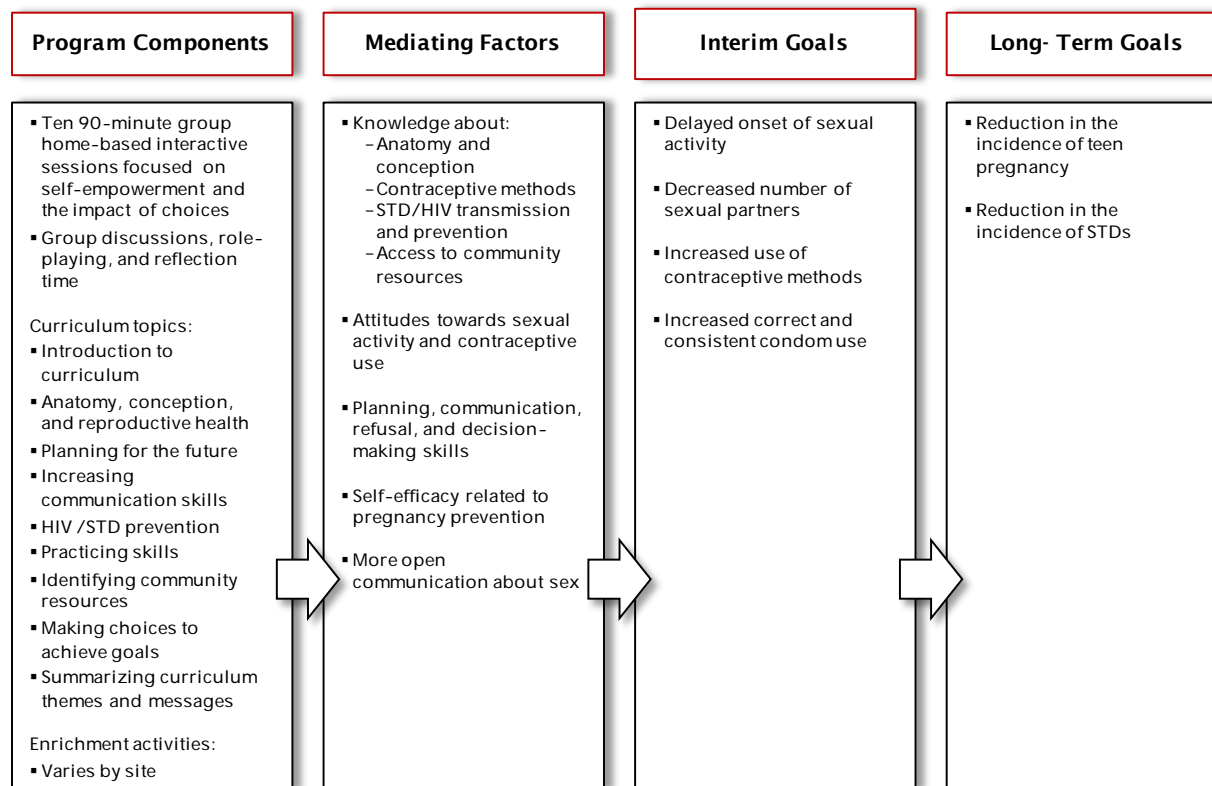 Program Components
Mediating Factors
Interim Goals
Long- Term Goals
▪ Ten 90-minute group
home-based interactive
sessions focused on
self-empowerment and
the impact of choices
▪ Group discussions, role-
playing, and reflection
time
Curriculum topics:
▪ Introduction to
curriculum
▪ Anatomy, conception,
and reproductive health
▪ Planning for the future
▪ Increasing
communication skills
▪ HIV /STD prevention
▪ Practicing skills
▪ Identifying community
resources
▪ Making choices to
achieve goals
▪ Summarizing curriculum
themes and messages
Enrichment activities:
▪ Varies by site
▪ Knowledge about:
–Anatomy and
conception
–Contraceptive methods
–STD/HIV transmission
and prevention
–Access to community
resources
▪ Attitudes towards sexual
activity and contraceptive
use
▪ Planning, communication,
refusal, and decision-
making skills
▪ Self-efficacy related to
pregnancy prevention
▪ More open
communication about sex
▪ Delayed onset of sexual
activity
▪ Decreased number of
sexual partners
▪ Increased use of
contraceptive methods
▪ Increased correct and
consistent condom use
▪ Reduction in the
incidence of teen
pregnancy
▪ Reduction in the
incidence of STDs